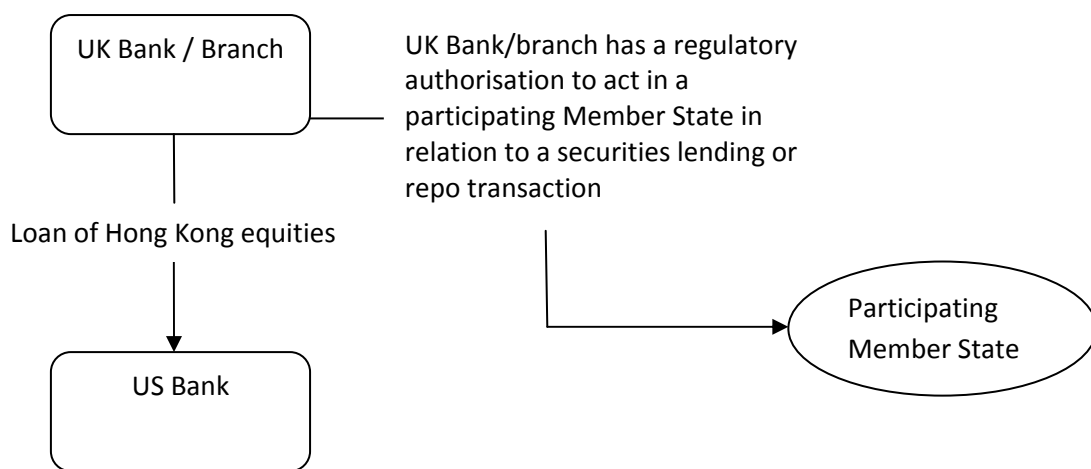 UK Bank / Branch
UK Bank/branch has a regulatory
authorisation to act in a
participating Member State in
relation to a securities lending or
repo transaction
Loan of Hong Kong equities
Participating
Member State
US Bank